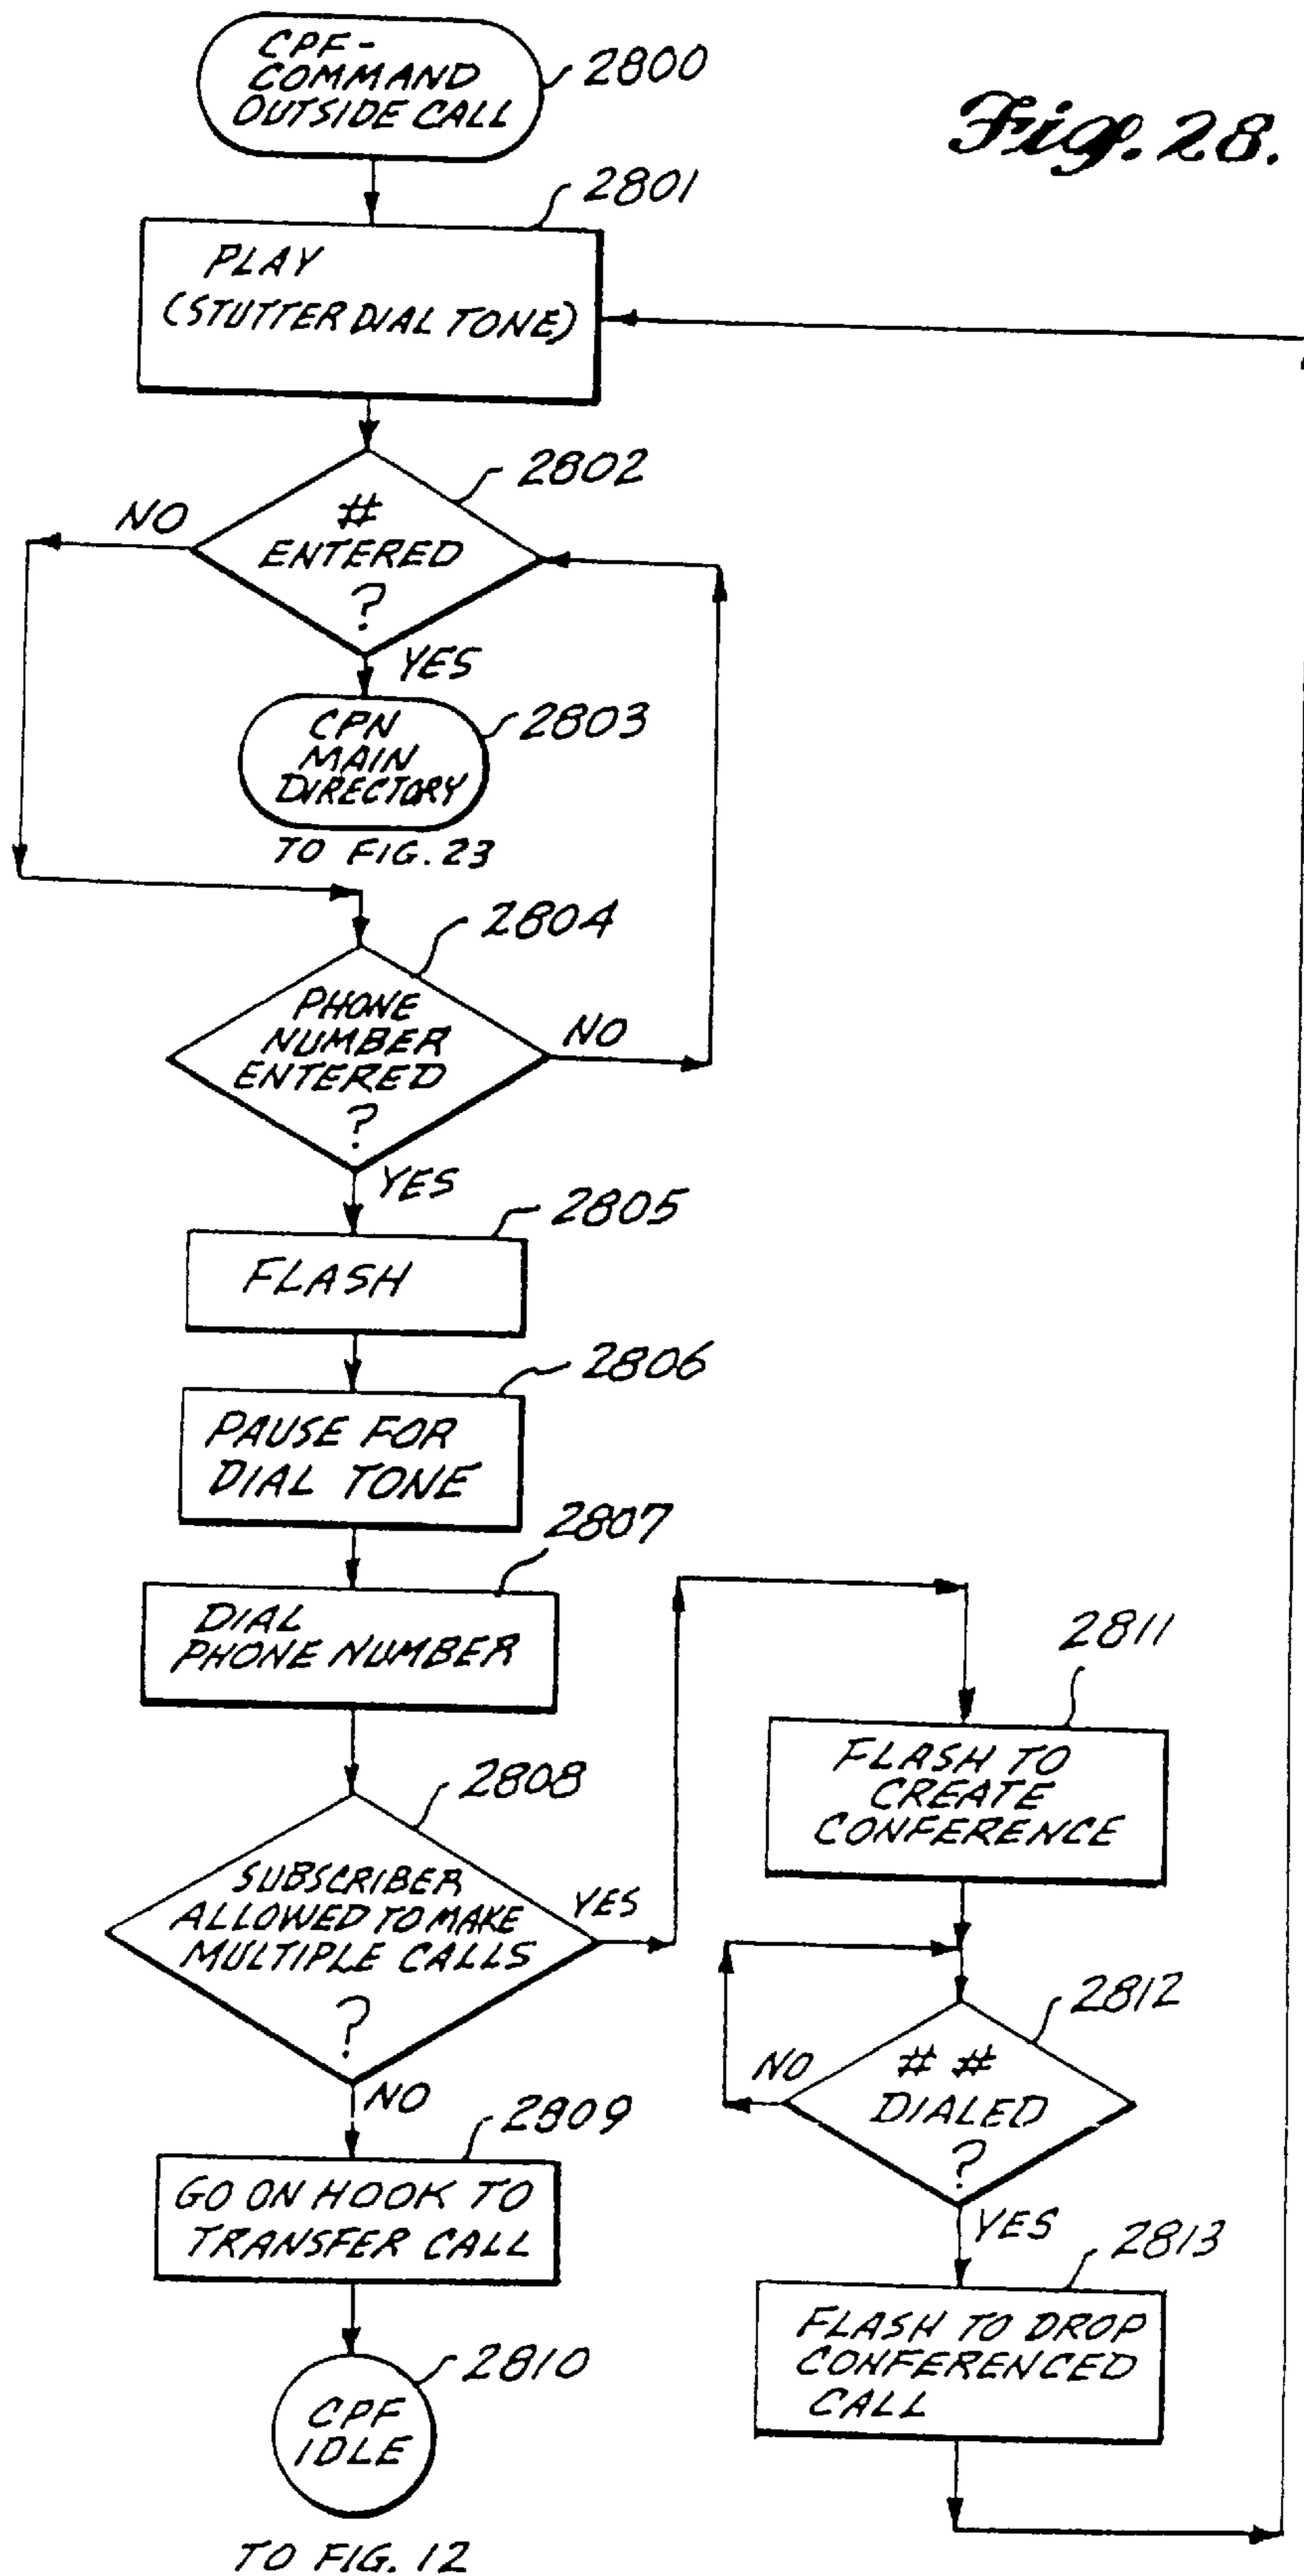 CPF-
COMMAND
OUTSIDE CALL
2800
Fig. 28.
2801
PLAY
(STUTTER DIAL TONE)
2802
NO
#
ENTERED
?
YES
2803
CPN
MAIN
DIRECTORY
TO FIG. 23
2804
PHONE
NUMBER
ENTERED
?
NO
YES
2805
FLASH
2806
PAUSE FOR
DIAL TONE
2807
DIAL
PHONE NUMBER
2808
SUBSCRIBER
ALLOWED TO MAKE
MULTIPLE CALLS
?
YES
NO
2809
GO ON HOOK TO
TRANSFER CALL
2810
CPF
IDLE
TO FIG. 12
2811
FLASH TO
CREATE
CONFERENCE
2812
NO
# #
DIALED
?
YES
2813
FLASH TO DROP
CONFERENCED
CALL